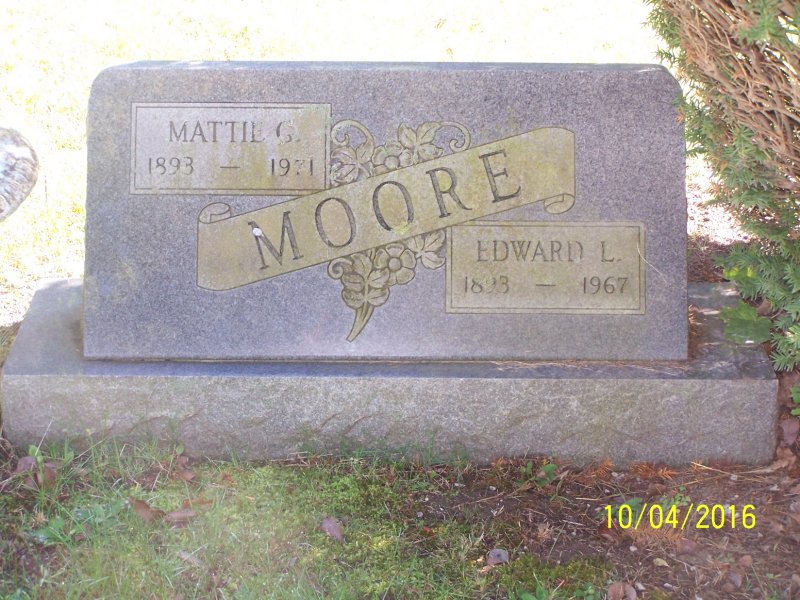 MATTIE G.
1893 — 1971
MOORE
EDWARD L.
1893 — 1967
10/04/2016